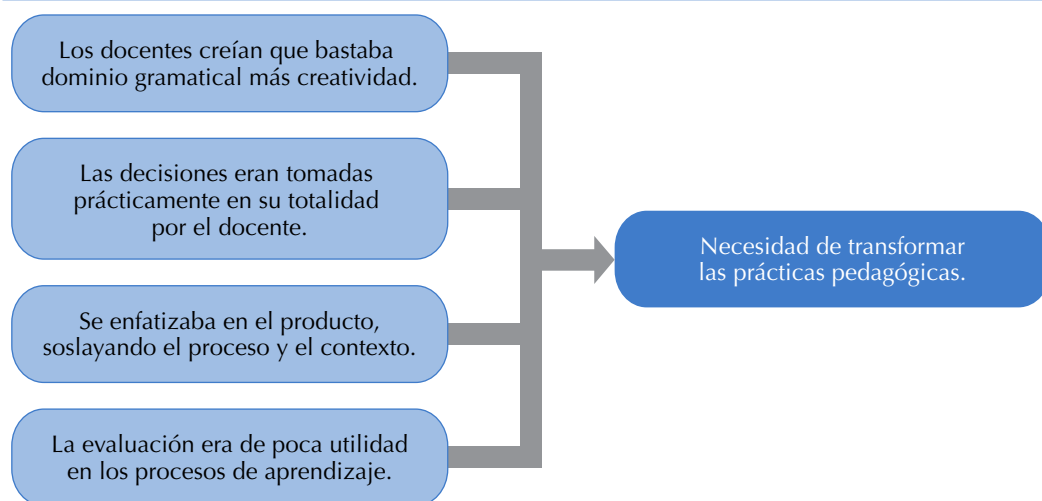 Los docentes creían que bastaba
dominio gramatical más creatividad.
Las decisiones eran tomadas
prácticamente en su totalidad
por el docente.
Se enfatizaba en el producto,
soslayando el proceso y el contexto.
La evaluación era de poca utilidad
en los procesos de aprendizaje.
Necesidad de transformar
las prácticas pedagógicas.